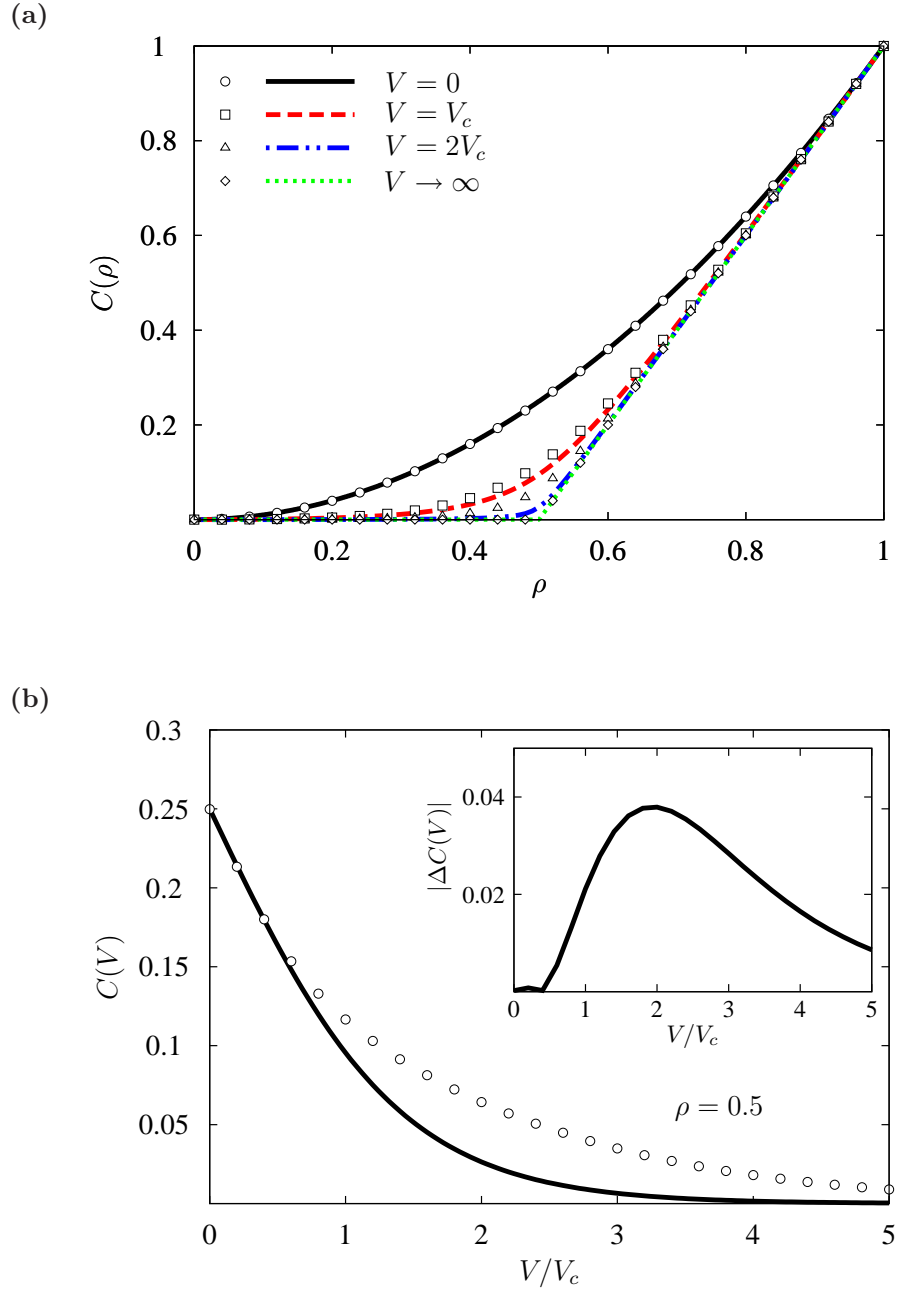 (a)
1
0.8
0.6
0.4
0.2
C(ρ)
V = 0
V = V_c
V = 2V_c
V → ∞
0 0.2 0.4 0.6 0.8 1
ρ
(b)
0.3
0.25
0.2
0.15
0.1
0.05
C(V)
0.04
0.02
|ΔC(V)|
0 1 2 3 4 5
V/V_c
ρ = 0.5
0 1 2 3 4 5
V/V_c